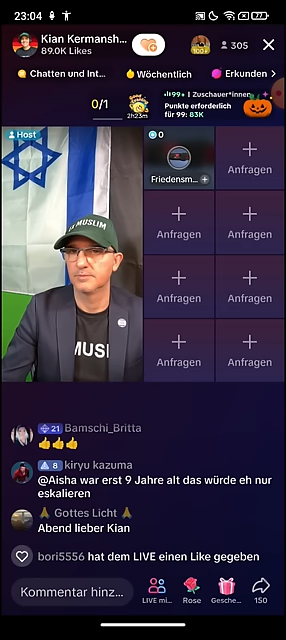 23:04
77
Kian Kermansh...
89.0K Likes
305
Chatten und Int...
Wöchentlich
Erkunden
0/1
2h23m
99+ | Zuschauer*innen
Punkte erforderlich
für 99: 83K
Host
0
Friedensm...
Anfragen
Anfragen
Anfragen
Anfragen
Anfragen
Anfragen
Anfragen
MUSLIM
MUSI
21 Bamschi_Britta
👍👍👍
8 kiryu kazuma
@Aisha war erst 9 Jahre alt das würde eh nur
eskalieren
🙏 Gottes Licht 🙏
Abend lieber Kian
bori5556 hat dem LIVE einen Like gegeben
Kommentar hinz...
LIVE mi...
Rose
Gesche...
150